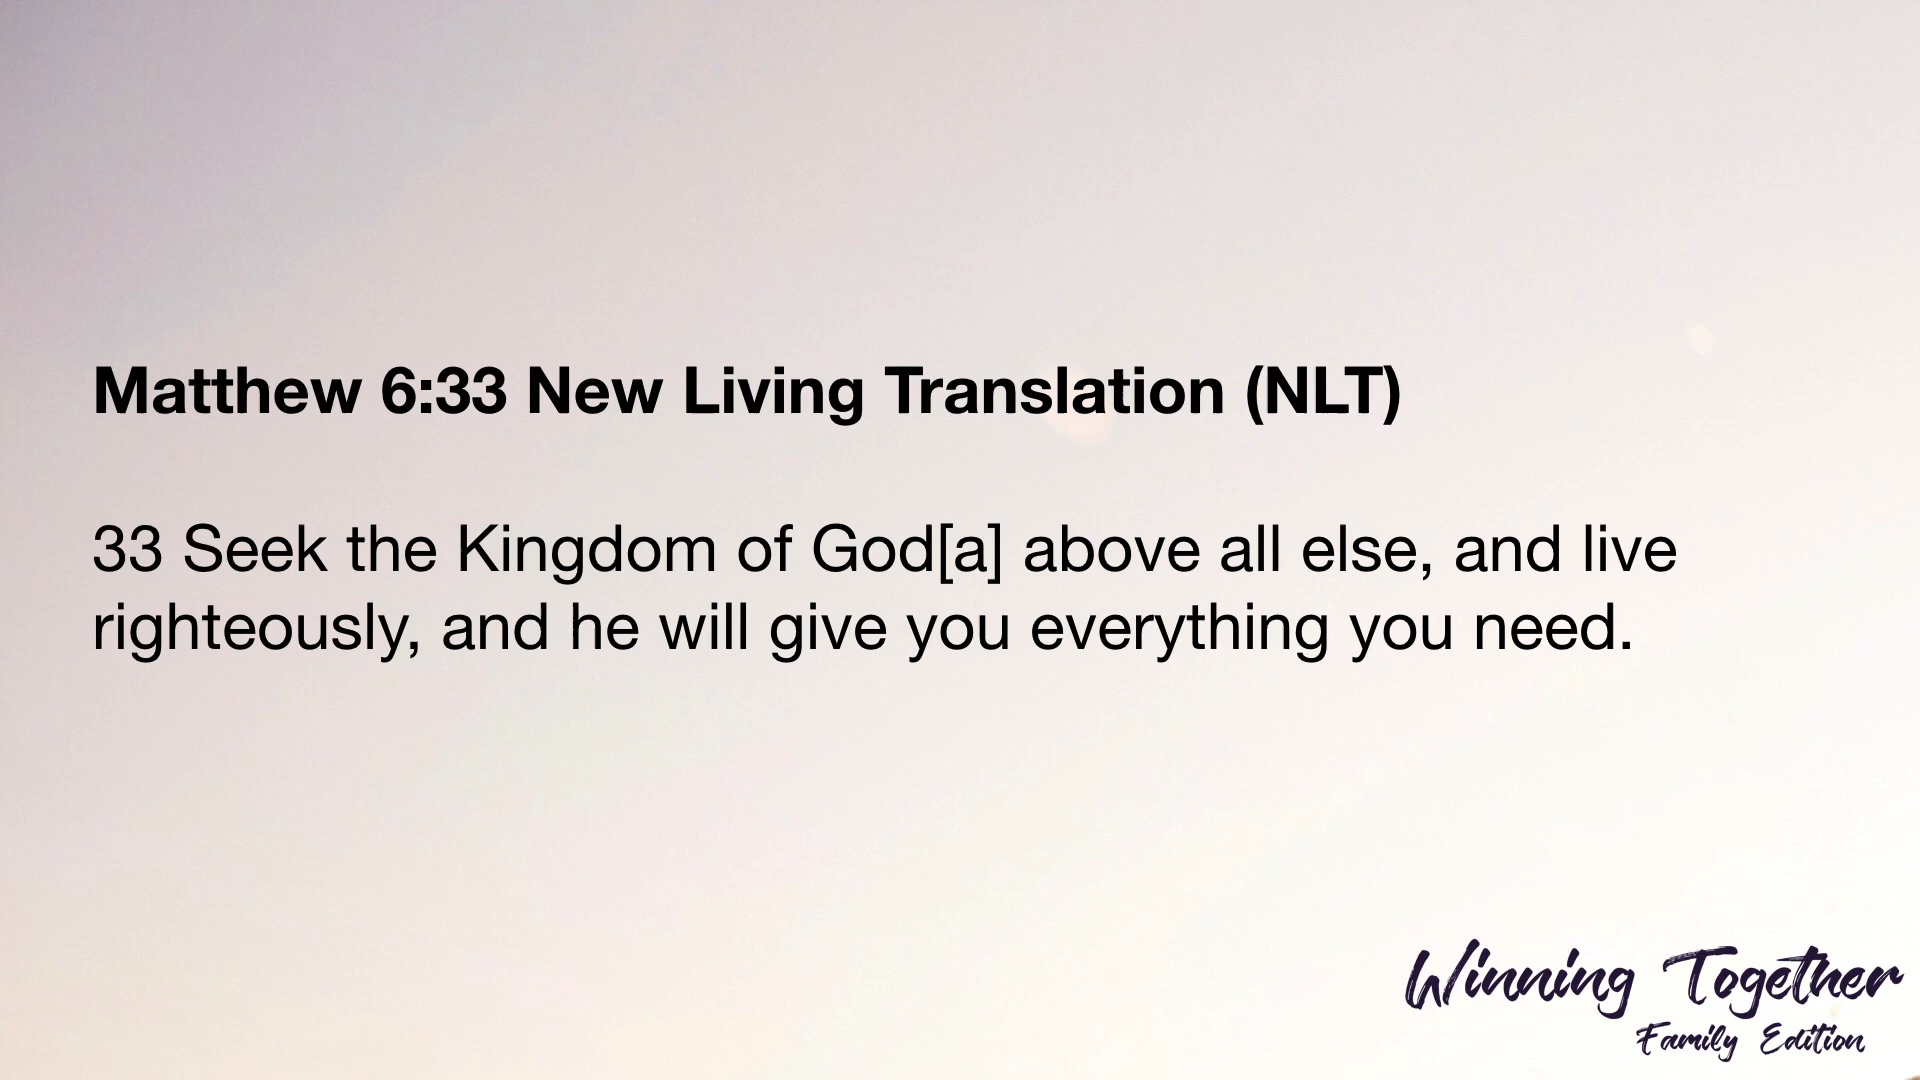 Matthew 6:33 New Living Translation (NLT)
33 Seek the Kingdom of God[a] above all else, and live
righteously, and he will give you everything you need.
Winning Together
Family Edition